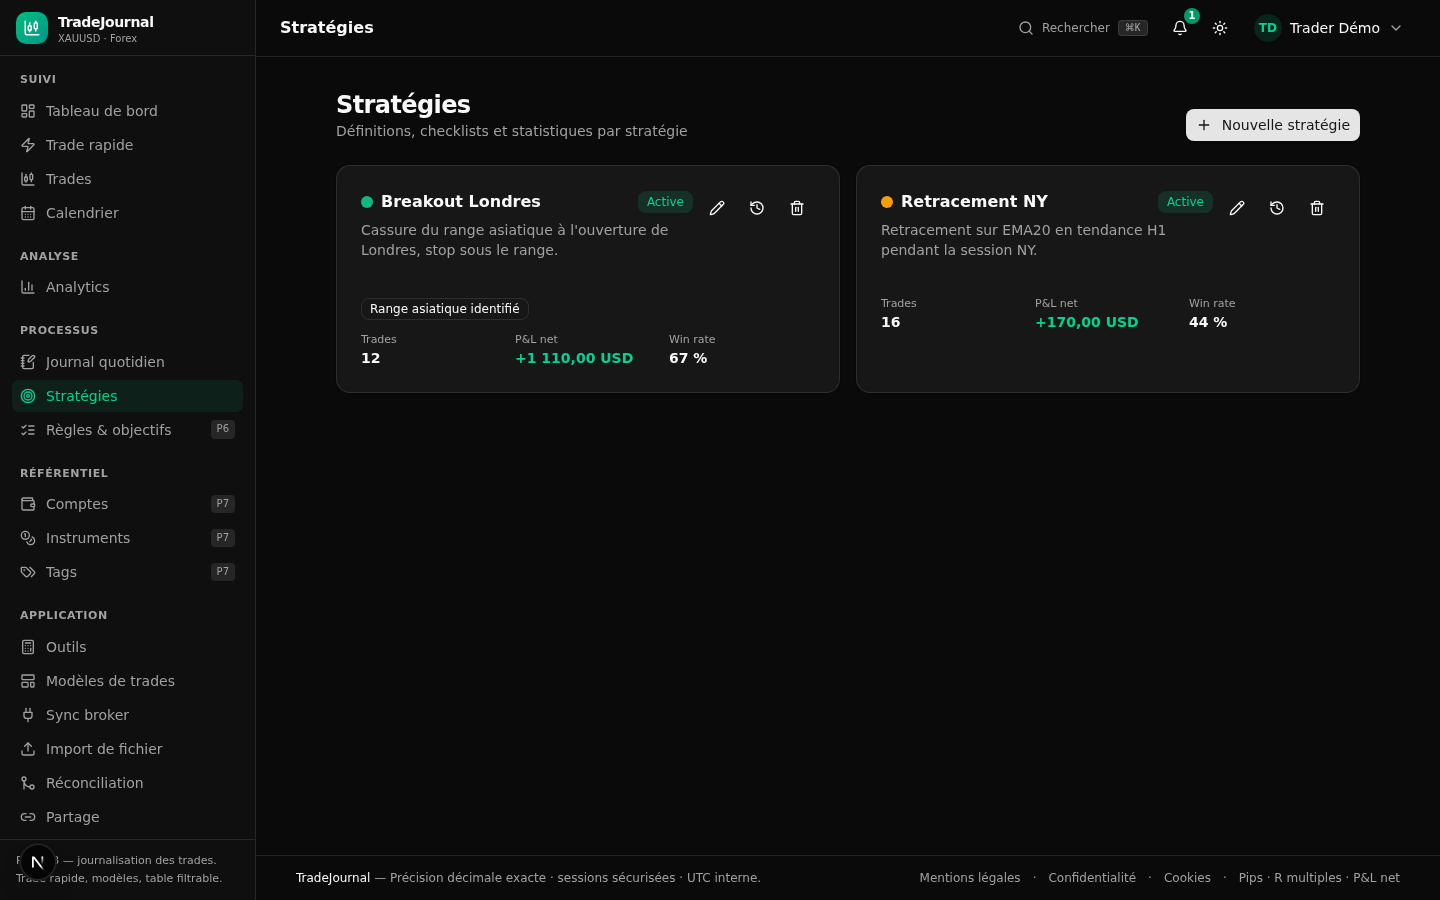 TradeJournal
XAUUSD · Forex
SUIVI
Tableau de bord
Trade rapide
Trades
Calendrier
ANALYSE
Analytics
PROCESSUS
Journal quotidien
Stratégies
Règles & objectifs P6
RÉFÉRENTIEL
Comptes P7
Instruments P7
Tags P7
APPLICATION
Outils
Modèles de trades
Sync broker
Import de fichier
Réconciliation
Partage
— journalisation des trades.
rapide, modèles, table filtrable.
Stratégies
Rechercher ⌘K
1
TD Trader Démo
Stratégies
Définitions, checklists et statistiques par stratégie
Nouvelle stratégie
Breakout Londres Active
Cassure du range asiatique à l'ouverture de
Londres, stop sous le range.
Range asiatique identifié
Trades P&L net Win rate
12 +1 110,00 USD 67 %
Retracement NY Active
Retracement sur EMA20 en tendance H1
pendant la session NY.
Trades P&L net Win rate
16 +170,00 USD 44 %
TradeJournal — Précision décimale exacte · sessions sécurisées · UTC interne.
Mentions légales · Confidentialité · Cookies · Pips · R multiples · P&L net